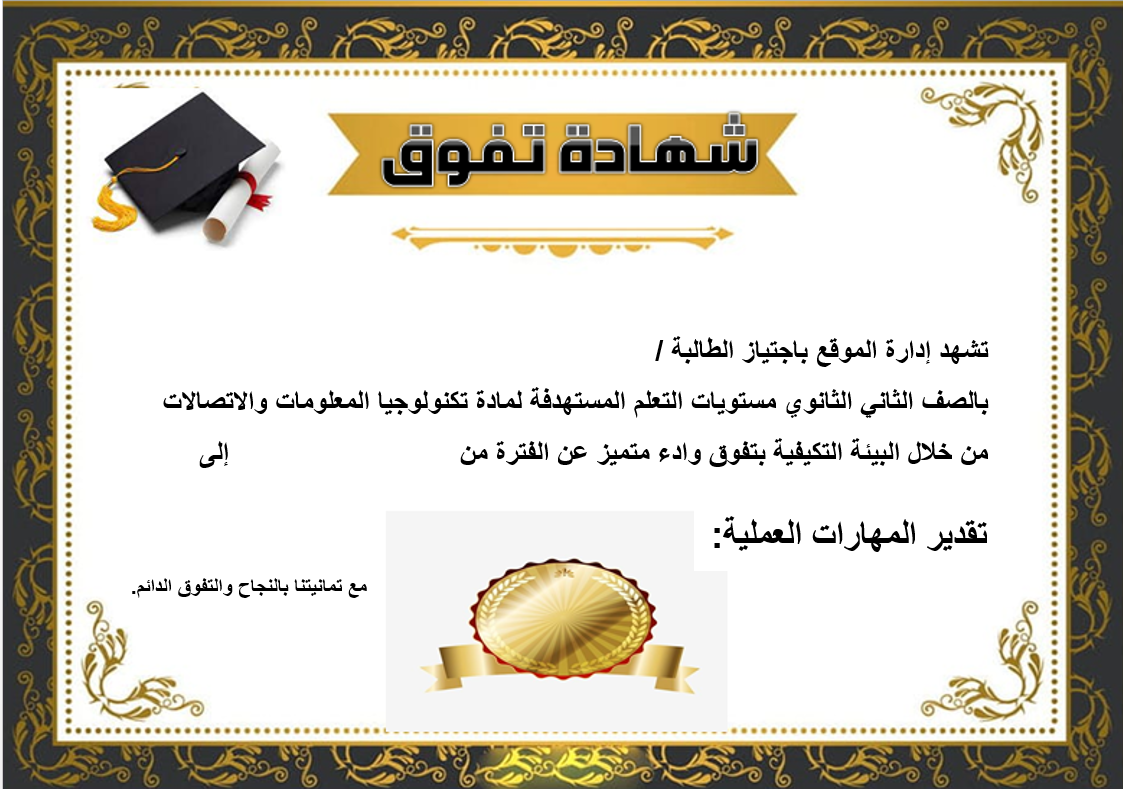 شهادة تفوق
تشهد إدارة الموقع باجتياز الطالبة /
بالصف الثاني الثانوي مستويات التعلم المستهدفة لمادة تكنولوجيا المعلومات والاتصالات
من خلال البيئة التكيفية بتفوق وادء متميز عن الفترة من إلى
تقدير المهارات العملية:
مع تمانيتنا بالنجاح والتفوق الدائم.